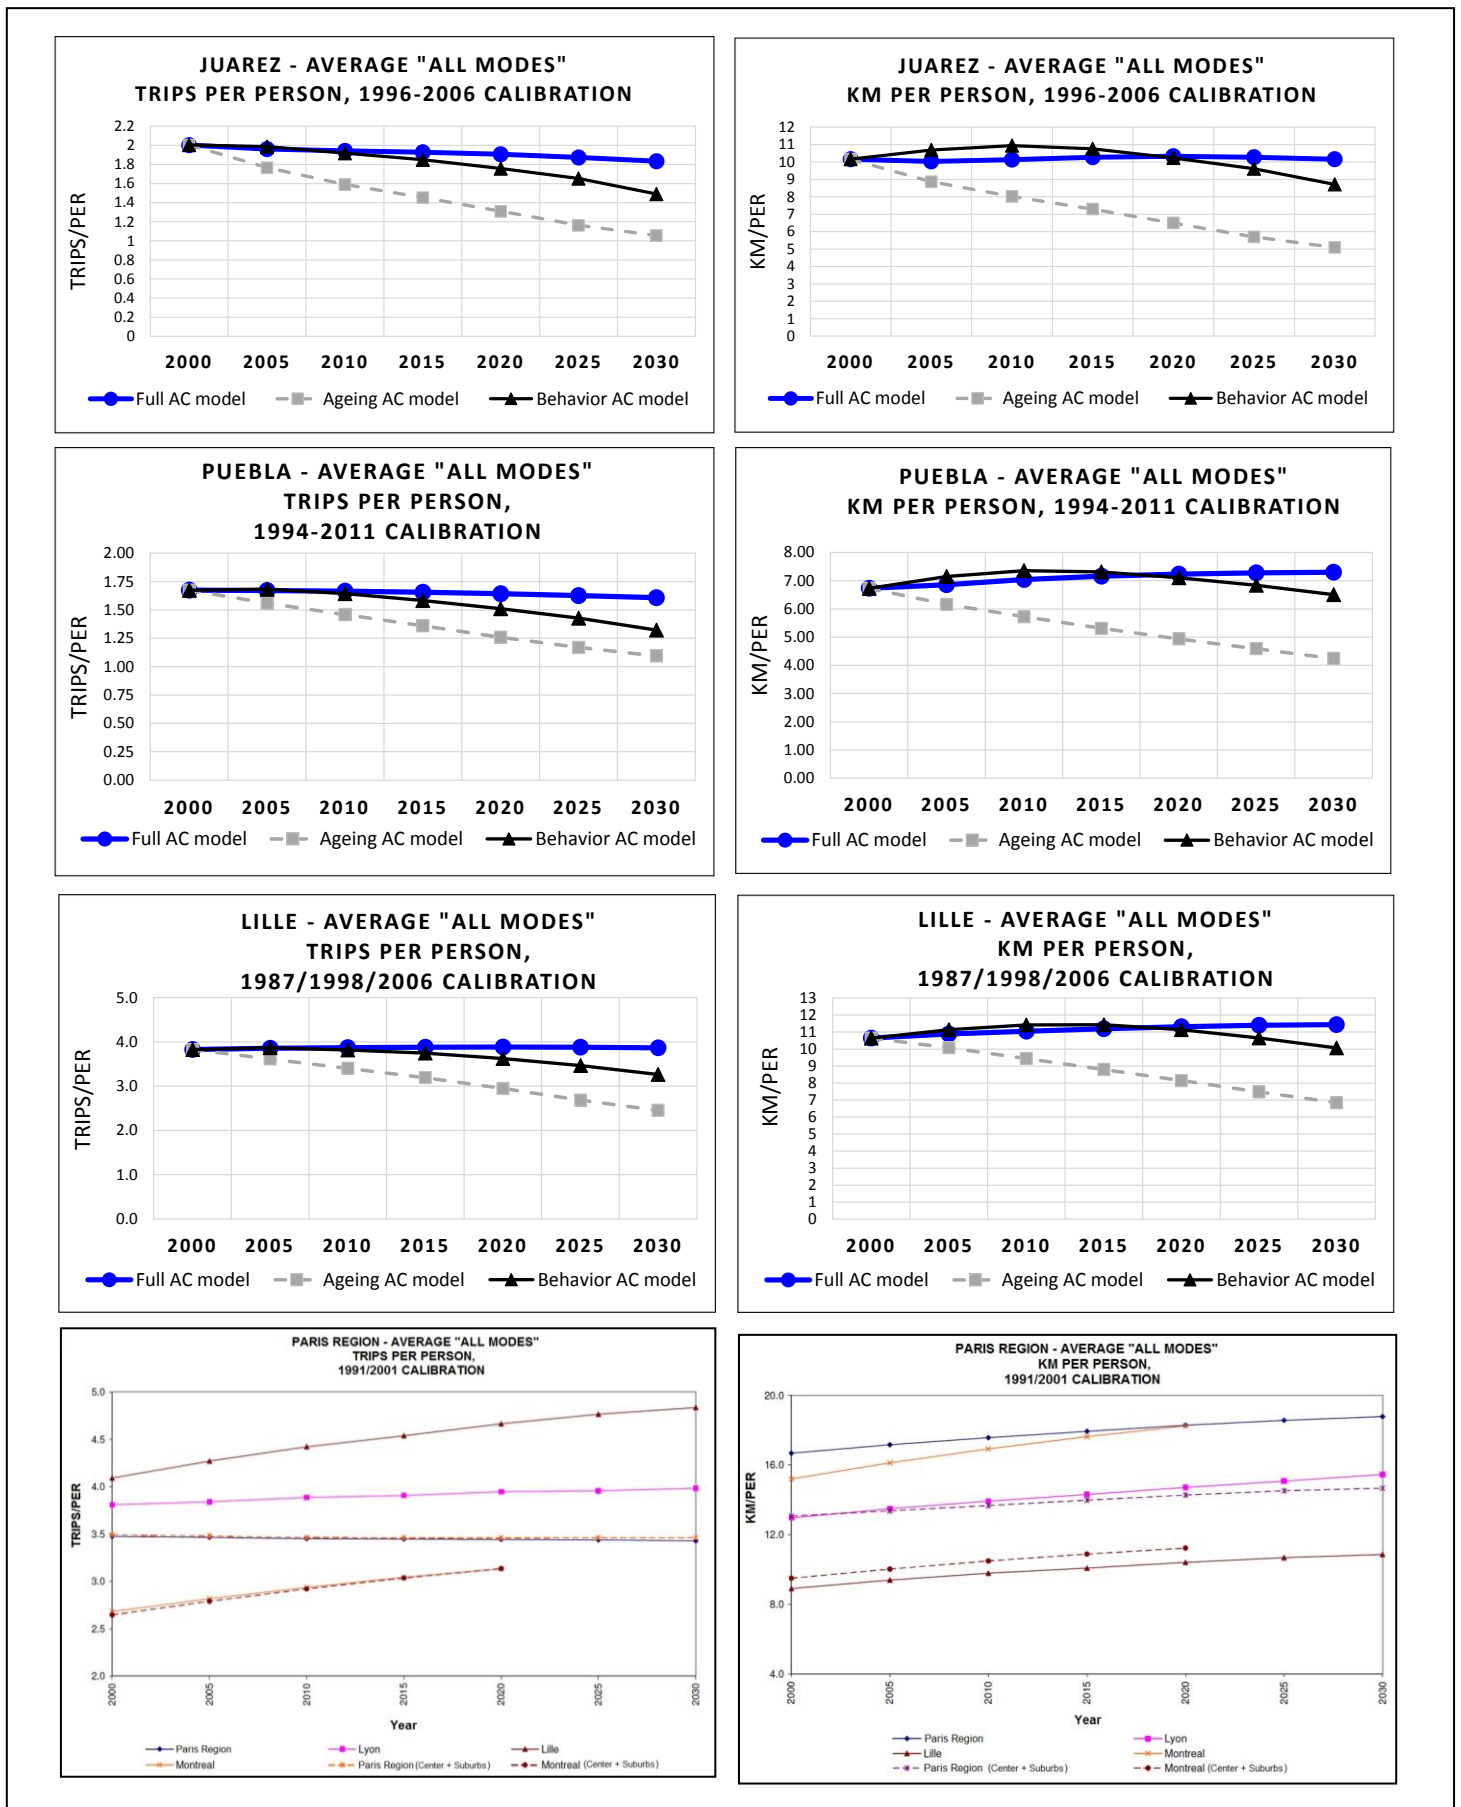 JUAREZ - AVERAGE "ALL MODES"
TRIPS PER PERSON, 1996-2006 CALIBRATION
TRIPS/PER
2.2
2
1.8
1.6
1.4
1.2
1
0.8
0.6
0.4
0.2
0
2000 2005 2010 2015 2020 2025 2030
Full AC model Ageing AC model Behavior AC model
JUAREZ - AVERAGE "ALL MODES"
KM PER PERSON, 1996-2006 CALIBRATION
KM/PER
12
11
10
9
8
7
6
5
4
3
2
1
0
2000 2005 2010 2015 2020 2025 2030
Full AC model Ageing AC model Behavior AC model
PUEBLA - AVERAGE "ALL MODES"
TRIPS PER PERSON,
1994-2011 CALIBRATION
TRIPS/PER
2.00
1.75
1.50
1.25
1.00
0.75
0.50
0.25
0.00
2000 2005 2010 2015 2020 2025 2030
Full AC model Ageing AC model Behavior AC model
PUEBLA - AVERAGE "ALL MODES"
KM PER PERSON, 1994-2011 CALIBRATION
KM/PER
8.00
7.00
6.00
5.00
4.00
3.00
2.00
1.00
0.00
2000 2005 2010 2015 2020 2025 2030
Full AC model Ageing AC model Behavior AC model
LILLE - AVERAGE "ALL MODES"
TRIPS PER PERSON,
1987/1998/2006 CALIBRATION
TRIPS/PER
5.0
4.0
3.0
2.0
1.0
0.0
2000 2005 2010 2015 2020 2025 2030
Full AC model Ageing AC model Behavior AC model
LILLE - AVERAGE "ALL MODES"
KM PER PERSON,
1987/1998/2006 CALIBRATION
KM/PER
13
12
11
10
9
8
7
6
5
4
3
2
1
0
2000 2005 2010 2015 2020 2025 2030
Full AC model Ageing AC model Behavior AC model
PARIS REGION - AVERAGE "ALL MODES"
TRIPS PER PERSON,
1991/2001 CALIBRATION
TRIPS/PER
5.0
4.5
4.0
3.5
3.0
2.5
2.0
2000 2005 2010 2015 2020 2025 2030
Year
Paris Region Lyon Lille
Montreal Paris Region (Center + Suburbs) Montreal (Center + Suburbs)
PARIS REGION - AVERAGE "ALL MODES"
KM PER PERSON,
1991/2001 CALIBRATION
KM/PER
20.0
16.0
12.0
8.0
4.0
2000 2005 2010 2015 2020 2025 2030
Year
Paris Region Lyon
Lille Montreal
Paris Region (Center + Suburbs) Montreal (Center + Suburbs)